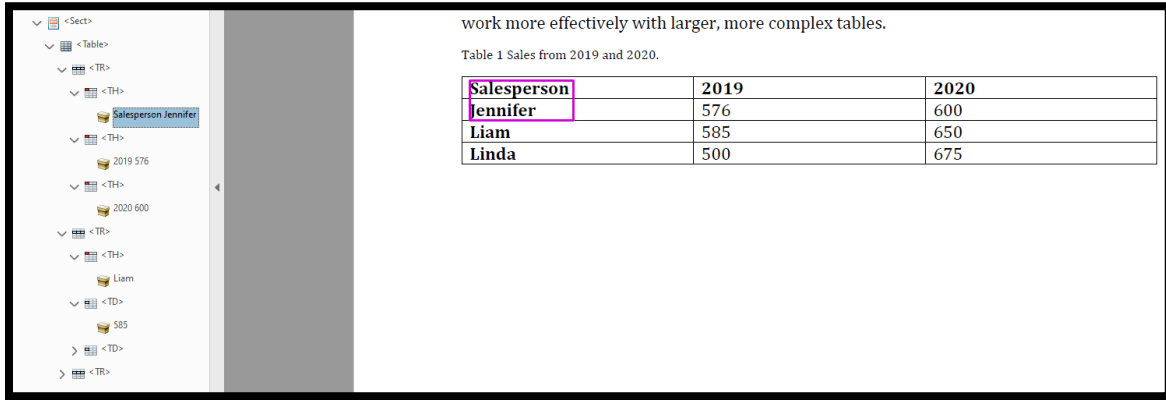 <Sect>
<Table>
<TR>
<TH>
Salesperson Jennifer
<TH>
2019 576
<TH>
2020 600
<TR>
<TH>
Liam
<TD>
585
<TD>
<TR>
work more effectively with larger, more complex tables.
Table 1 Sales from 2019 and 2020.
Salesperson 2019 2020
Jennifer 576 600
Liam 585 650
Linda 500 675